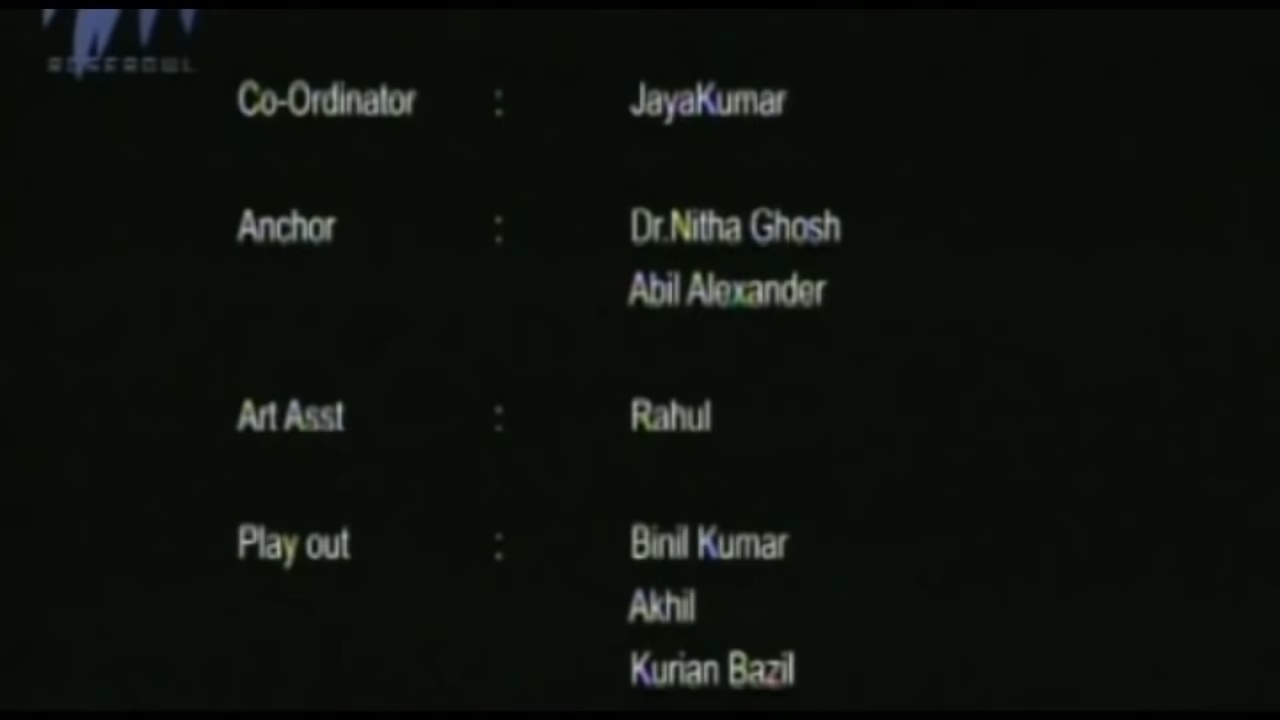 ROSEBOWL
Co-Ordinator : JayaKumar
Anchor : Dr.Nitha Ghosh
Abil Alexander
Art Asst : Rahul
Play out : Binil Kumar
Akhil
Kurian Bazil